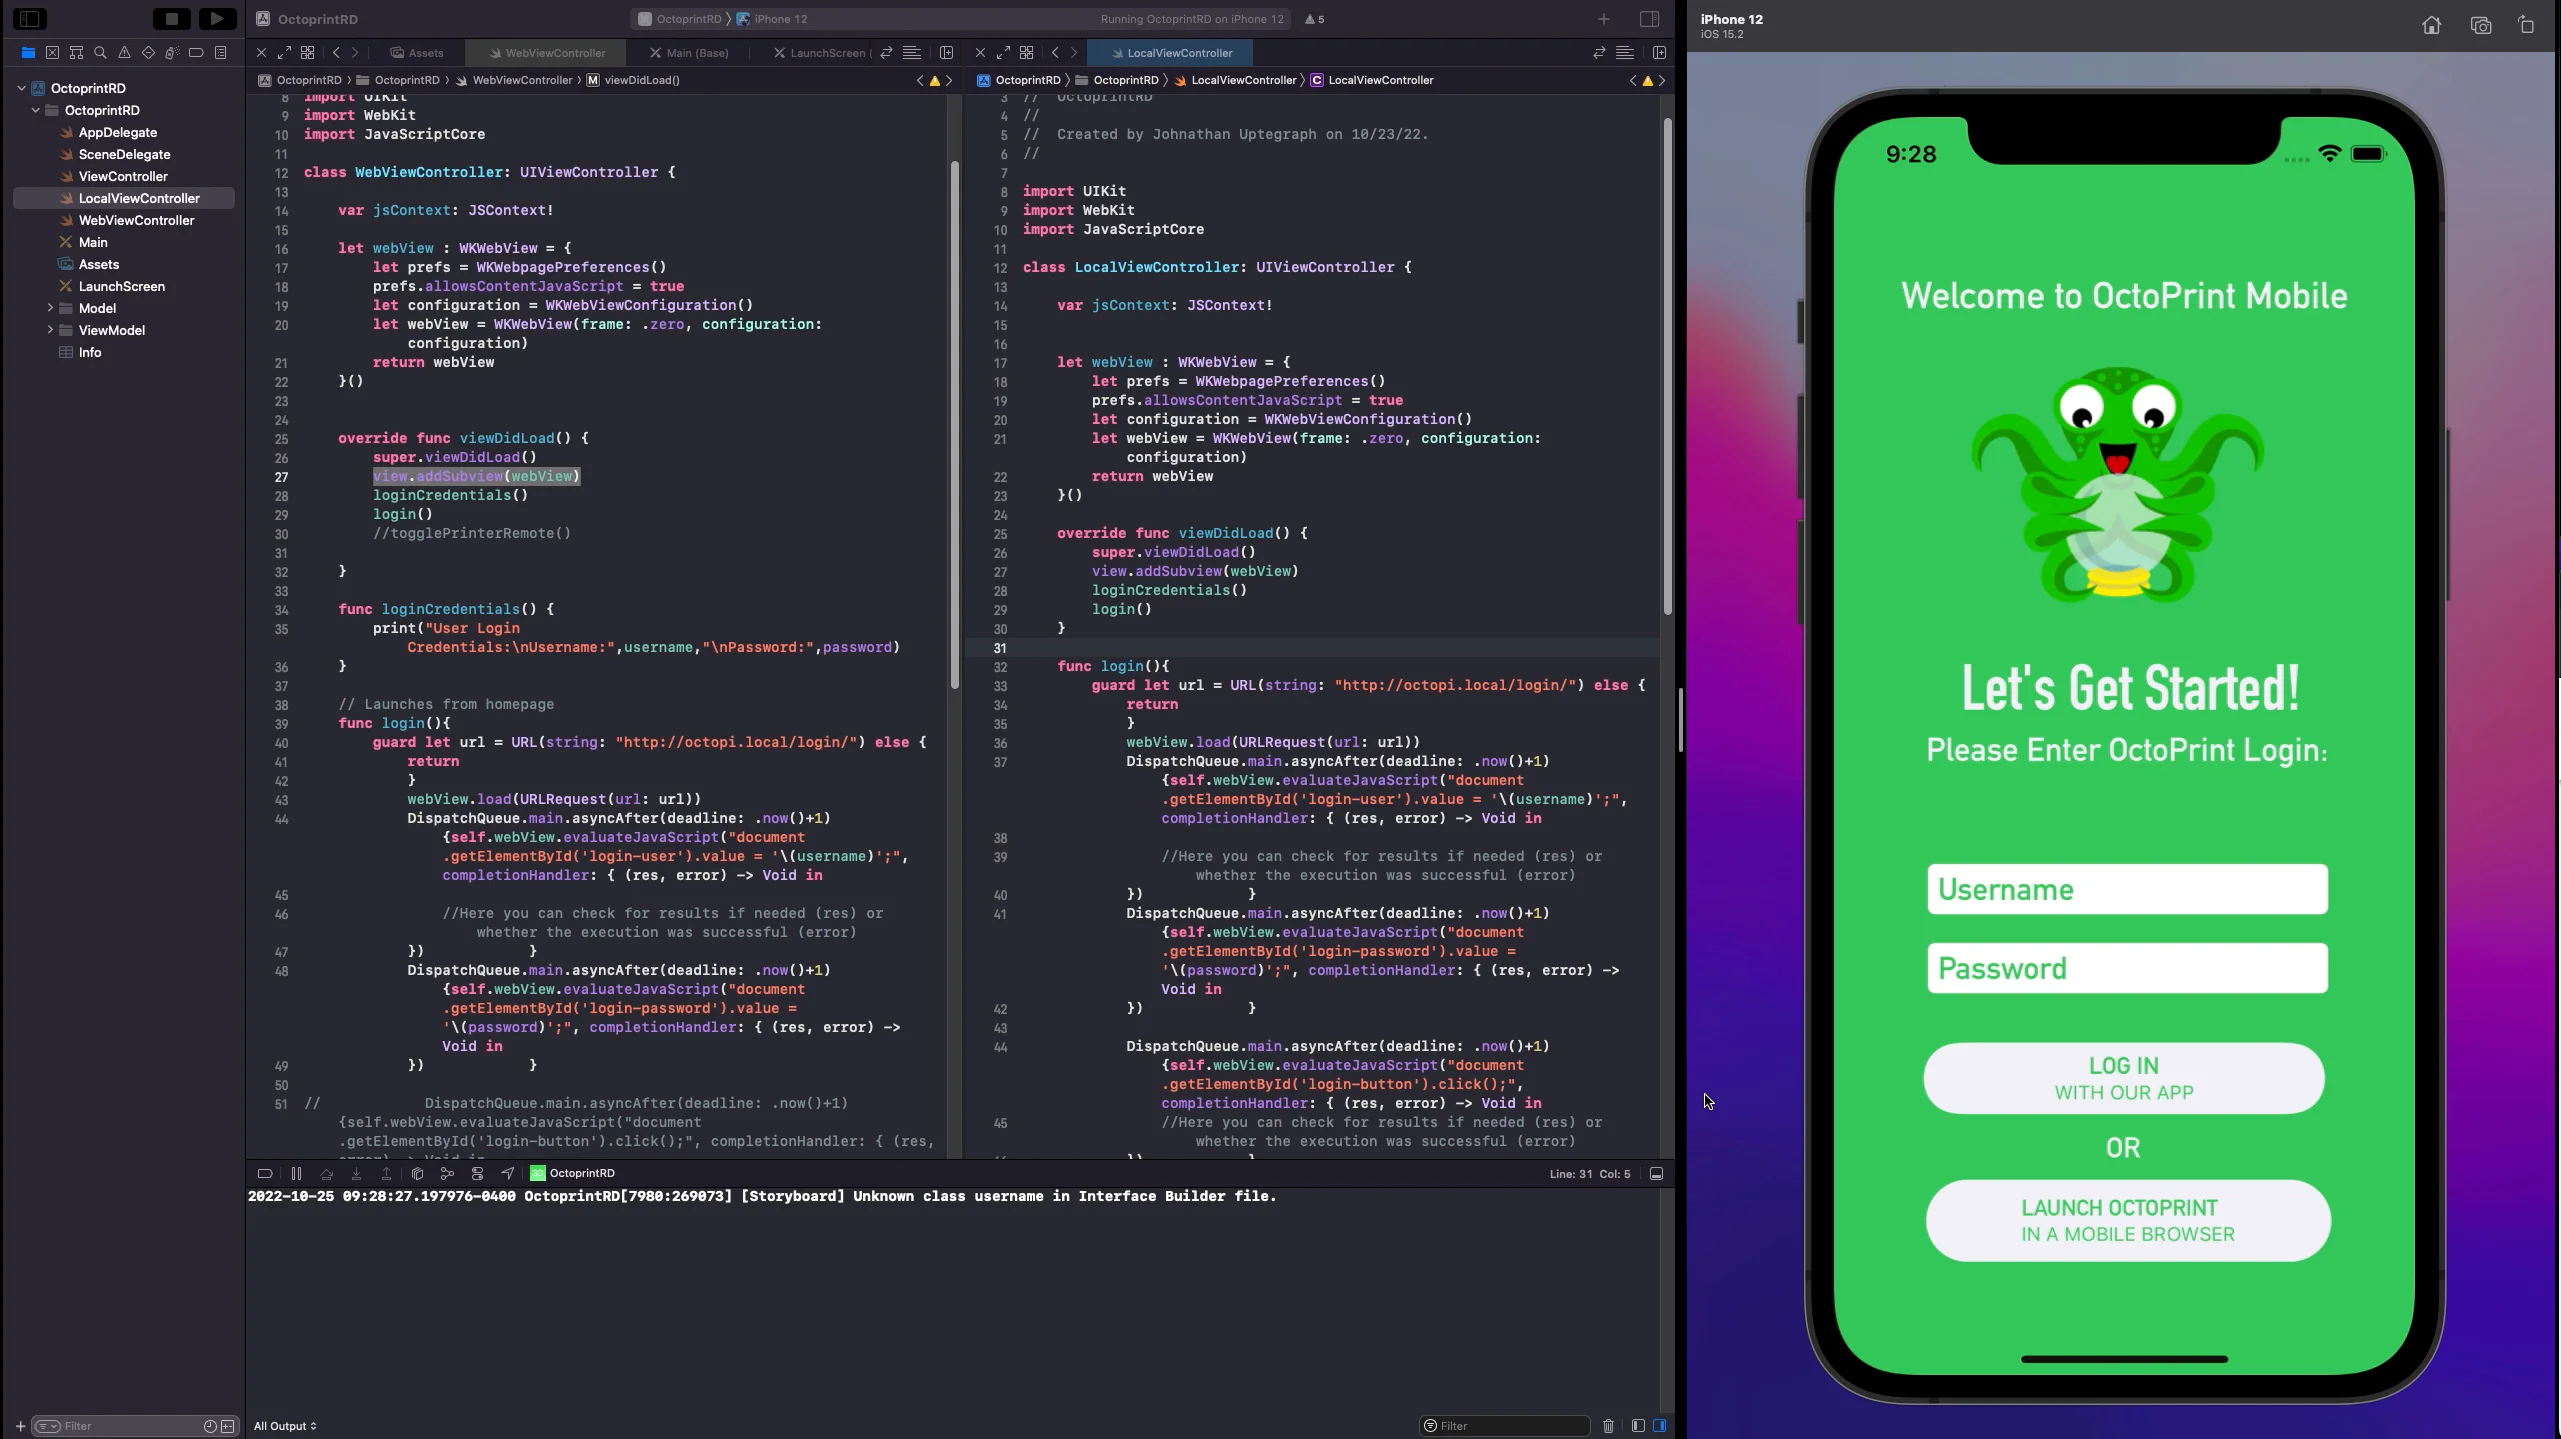 OctoprintRD
OctoprintRD 〉 iPhone 12
Running OctoprintRD on iPhone 12
5
Assets
WebViewController
Main (Base)
LaunchScreen (
LocalViewController
OctoprintRD 〉 OctoprintRD 〉 WebViewController 〉 M viewDidLoad()
OctoprintRD 〉 OctoprintRD 〉 LocalViewController 〉 C LocalViewController
OctoprintRD
OctoprintRD
AppDelegate
SceneDelegate
ViewController
LocalViewController
WebViewController
Main
Assets
LaunchScreen
Model
ViewModel
Info
Filter
8 import UIKit
9 import WebKit
10 import JavaScriptCore
11
12 class WebViewController: UIViewController {
13
14 var jsContext: JSContext!
15
16 let webView : WKWebView = {
17 let prefs = WKWebpagePreferences()
18 prefs.allowsContentJavaScript = true
19 let configuration = WKWebViewConfiguration()
20 let webView = WKWebView(frame: .zero, configuration:
configuration)
21 return webView
22 }()
23
24
25 override func viewDidLoad() {
26 super.viewDidLoad()
27 view.addSubview(webView)
28 loginCredentials()
29 login()
30 //togglePrinterRemote()
31
32 }
33
34 func loginCredentials() {
35 print("User Login
Credentials:\nUsername:",username,"\nPassword:",password)
36 }
37
38 // Launches from homepage
39 func login(){
40 guard let url = URL(string: "http://octopi.local/login/") else {
41 return
42 }
43 webView.load(URLRequest(url: url))
44 DispatchQueue.main.asyncAfter(deadline: .now()+1)
{self.webView.evaluateJavaScript("document
.getElementById('login-user').value = '\(username)';",
completionHandler: { (res, error) -> Void in
45
46 //Here you can check for results if needed (res) or
whether the execution was successful (error)
47 }) }
48 DispatchQueue.main.asyncAfter(deadline: .now()+1)
{self.webView.evaluateJavaScript("document
.getElementById('login-password').value =
'\(password)';", completionHandler: { (res, error) ->
Void in
49 }) }
50
51 // DispatchQueue.main.asyncAfter(deadline: .now()+1)
{self.webView.evaluateJavaScript("document
.getElementById('login-button').click();", completionHandler: { (res,
error) -> Void in
3 // OctoprintRD
4 //
5 // Created by Johnathan Uptegraph on 10/23/22.
6 //
7
8 import UIKit
9 import WebKit
10 import JavaScriptCore
11
12 class LocalViewController: UIViewController {
13
14 var jsContext: JSContext!
15
16
17 let webView : WKWebView = {
18 let prefs = WKWebpagePreferences()
19 prefs.allowsContentJavaScript = true
20 let configuration = WKWebViewConfiguration()
21 let webView = WKWebView(frame: .zero, configuration:
configuration)
22 return webView
23 }()
24
25 override func viewDidLoad() {
26 super.viewDidLoad()
27 view.addSubview(webView)
28 loginCredentials()
29 login()
30 }
31
32 func login(){
33 guard let url = URL(string: "http://octopi.local/login/") else {
34 return
35 }
36 webView.load(URLRequest(url: url))
37 DispatchQueue.main.asyncAfter(deadline: .now()+1)
{self.webView.evaluateJavaScript("document
.getElementById('login-user').value = '\(username)';",
completionHandler: { (res, error) -> Void in
38
39 //Here you can check for results if needed (res) or
whether the execution was successful (error)
40 }) }
41 DispatchQueue.main.asyncAfter(deadline: .now()+1)
{self.webView.evaluateJavaScript("document
.getElementById('login-password').value =
'\(password)';", completionHandler: { (res, error) ->
Void in
42 }) }
43
44 DispatchQueue.main.asyncAfter(deadline: .now()+1)
{self.webView.evaluateJavaScript("document
.getElementById('login-button').click();",
completionHandler: { (res, error) -> Void in
45 //Here you can check for results if needed (res) or
whether the execution was successful (error)
OctoprintRD
Line: 31 Col: 5
2022-10-25 09:28:27.197976-0400 OctoprintRD[7980:269073] [Storyboard] Unknown class username in Interface Builder file.
All Output
Filter
iPhone 12
iOS 15.2
9:28
Welcome to OctoPrint Mobile
Let's Get Started!
Please Enter OctoPrint Login:
Username
Password
LOG IN
WITH OUR APP
OR
LAUNCH OCTOPRINT
IN A MOBILE BROWSER